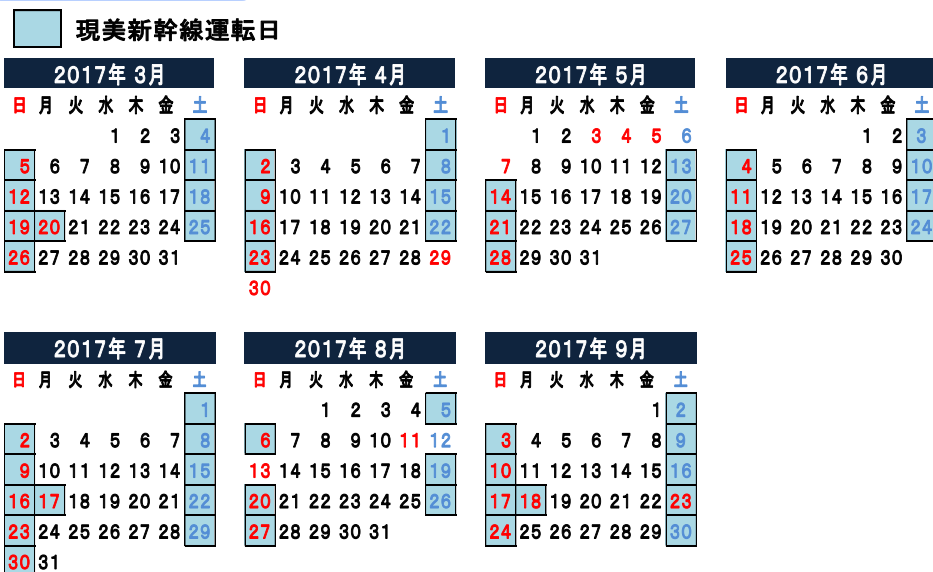 現美新幹線運転日
2017年 3月
日 月 火 水 木 金 土
1 2 3 4
5 6 7 8 9 10 11
12 13 14 15 16 17 18
19 20 21 22 23 24 25
26 27 28 29 30 31
2017年 4月
日 月 火 水 木 金 土
1
2 3 4 5 6 7 8
9 10 11 12 13 14 15
16 17 18 19 20 21 22
23 24 25 26 27 28 29
30
2017年 5月
日 月 火 水 木 金 土
1 2 3 4 5 6
7 8 9 10 11 12 13
14 15 16 17 18 19 20
21 22 23 24 25 26 27
28 29 30 31
2017年 6月
日 月 火 水 木 金 土
1 2 3
4 5 6 7 8 9 10
11 12 13 14 15 16 17
18 19 20 21 22 23 24
25 26 27 28 29 30
2017年 7月
日 月 火 水 木 金 土
1
2 3 4 5 6 7 8
9 10 11 12 13 14 15
16 17 18 19 20 21 22
23 24 25 26 27 28 29
30 31
2017年 8月
日 月 火 水 木 金 土
1 2 3 4 5
6 7 8 9 10 11 12
13 14 15 16 17 18 19
20 21 22 23 24 25 26
27 28 29 30 31
2017年 9月
日 月 火 水 木 金 土
1 2
3 4 5 6 7 8 9
10 11 12 13 14 15 16
17 18 19 20 21 22 23
24 25 26 27 28 29 30